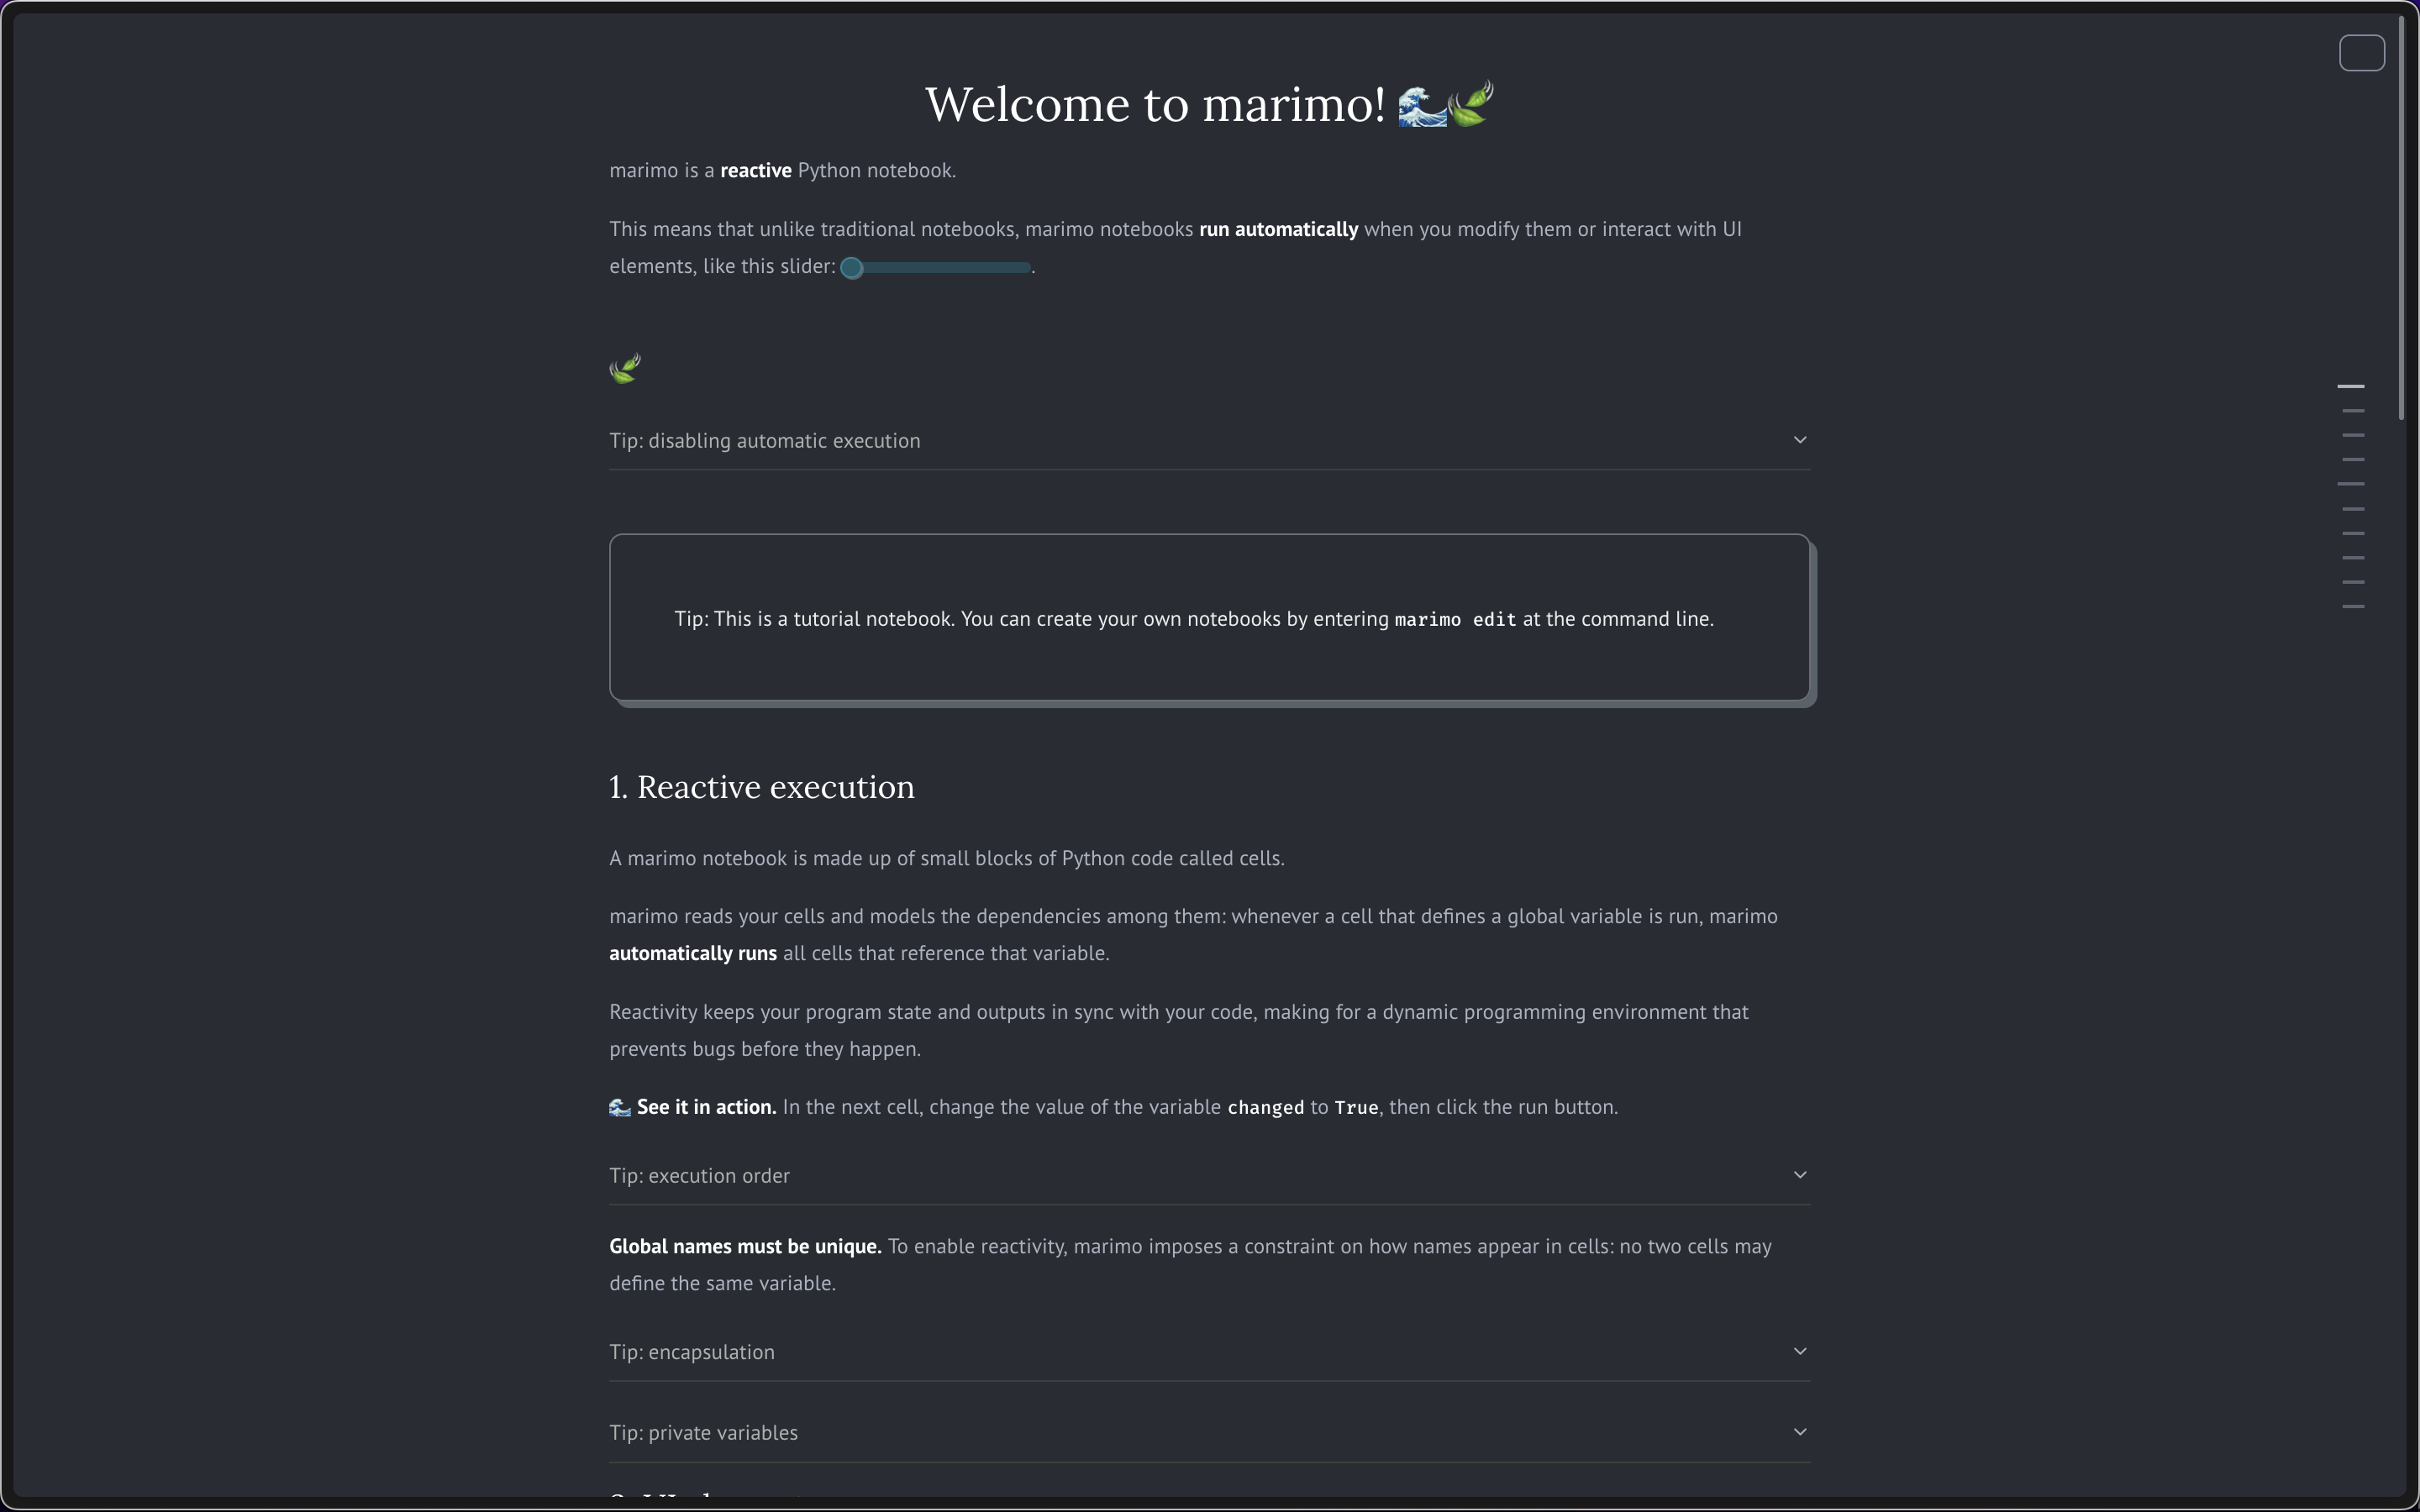 Welcome to marimo! 🌊🍃
marimo is a reactive Python notebook.
This means that unlike traditional notebooks, marimo notebooks run automatically when you modify them or interact with UI
elements, like this slider: .
🍃
Tip: disabling automatic execution
Tip: This is a tutorial notebook. You can create your own notebooks by entering marimo edit at the command line.
1. Reactive execution
A marimo notebook is made up of small blocks of Python code called cells.
marimo reads your cells and models the dependencies among them: whenever a cell that defines a global variable is run, marimo
automatically runs all cells that reference that variable.
Reactivity keeps your program state and outputs in sync with your code, making for a dynamic programming environment that
prevents bugs before they happen.
🌊 See it in action. In the next cell, change the value of the variable changed to True, then click the run button.
Tip: execution order
Global names must be unique. To enable reactivity, marimo imposes a constraint on how names appear in cells: no two cells may
define the same variable.
Tip: encapsulation
Tip: private variables